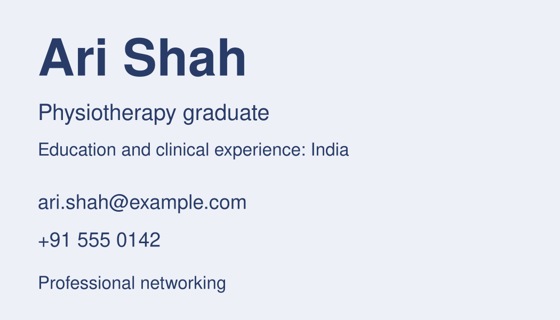 Ari Shah
Physiotherapy graduate
Education and clinical experience: India
ari.shah@example.com
+91 555 0142
Professional networking